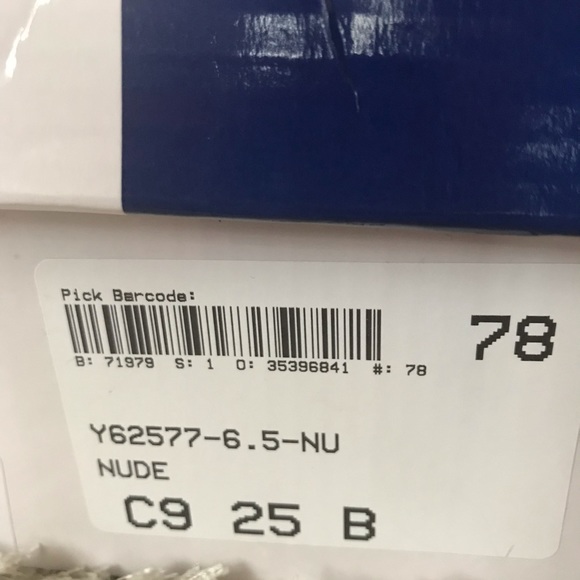 Pick Barcode:
B: 71979 S: 1 O: 35396841 #: 78
78
Y62577-6.5-NU
NUDE
C9 25 B